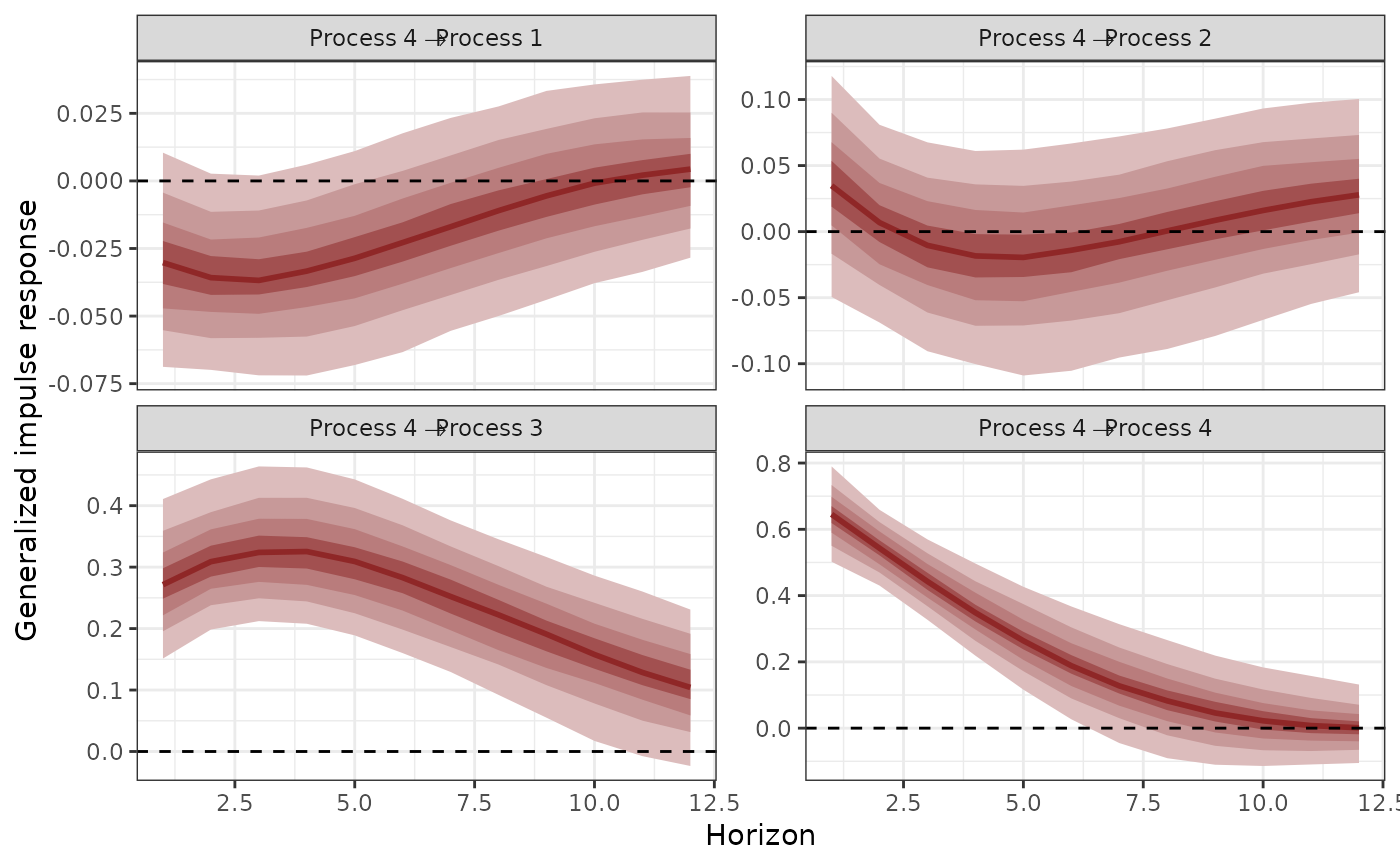 Process 4 → Process 1
Process 4 → Process 2
0.025
0.000
-0.025
-0.050
-0.075
0.10
0.05
0.00
-0.05
-0.10
Process 4 → Process 3
Process 4 → Process 4
0.4
0.3
0.2
0.1
0.0
0.8
0.6
0.4
0.2
0.0
2.5 5.0 7.5 10.0 12.5
2.5 5.0 7.5 10.0 12.5
Horizon
Generalized impulse response